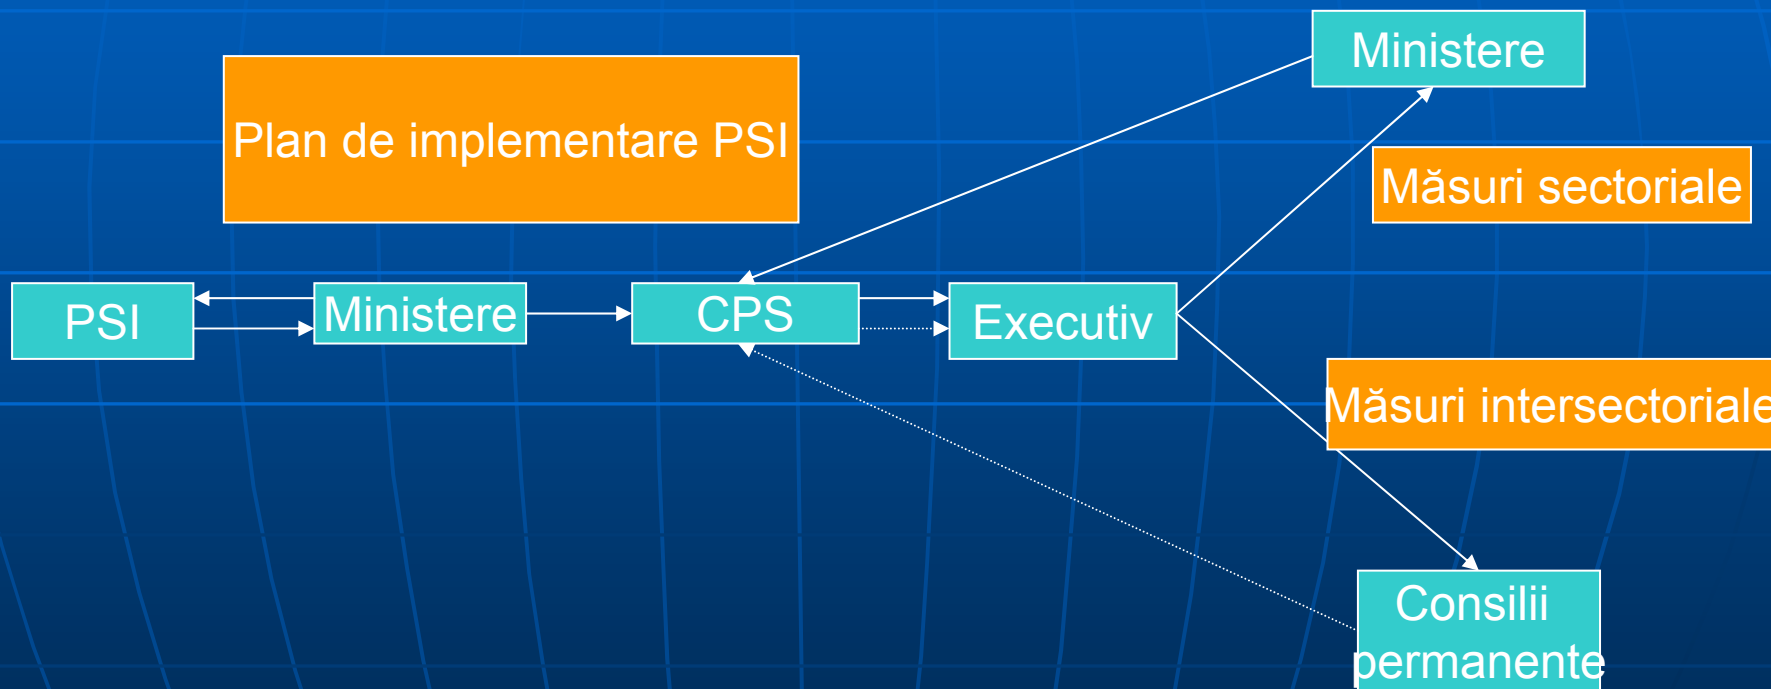 Ministere
Plan de implementare PSI
Măsuri sectoriale
PSI
Ministere
CPS
Executiv
Măsuri intersectoriale
Consilii
permanente